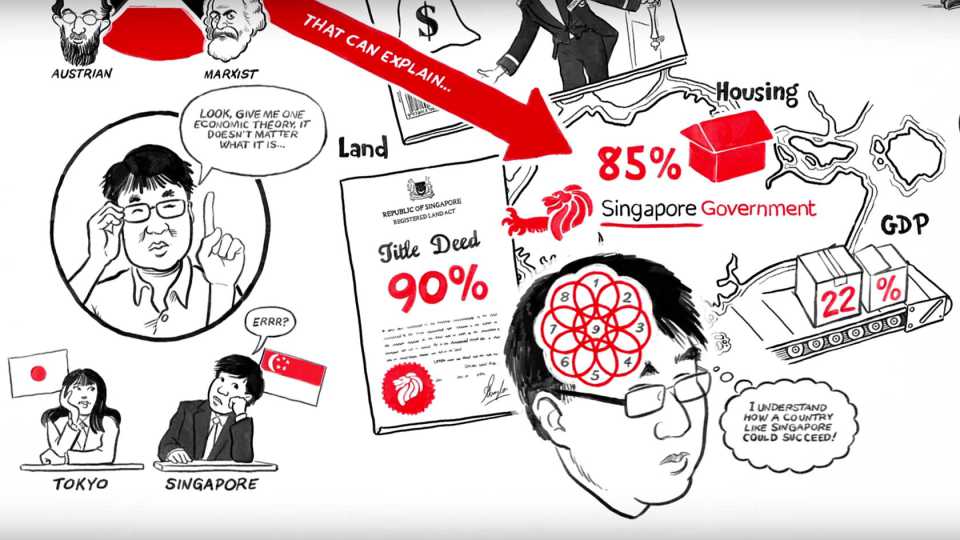 $
AUSTRIAN
MARXIST
THAT CAN EXPLAIN...
LOOK, GIVE ME ONE
ECONOMIC THEORY, IT
DOESN'T MATTER
WHAT IT IS...
Land
REPUBLIC OF SINGAPORE
REGISTERED LAND ACT
Title Deed
90%
Housing
85%
Singapore Government
GDP
22 %
8 1 2
7 9 3
6 5 4
I UNDERSTAND
HOW A COUNTRY
LIKE SINGAPORE
COULD SUCCEED!
ERRR?
TOKYO
SINGAPORE